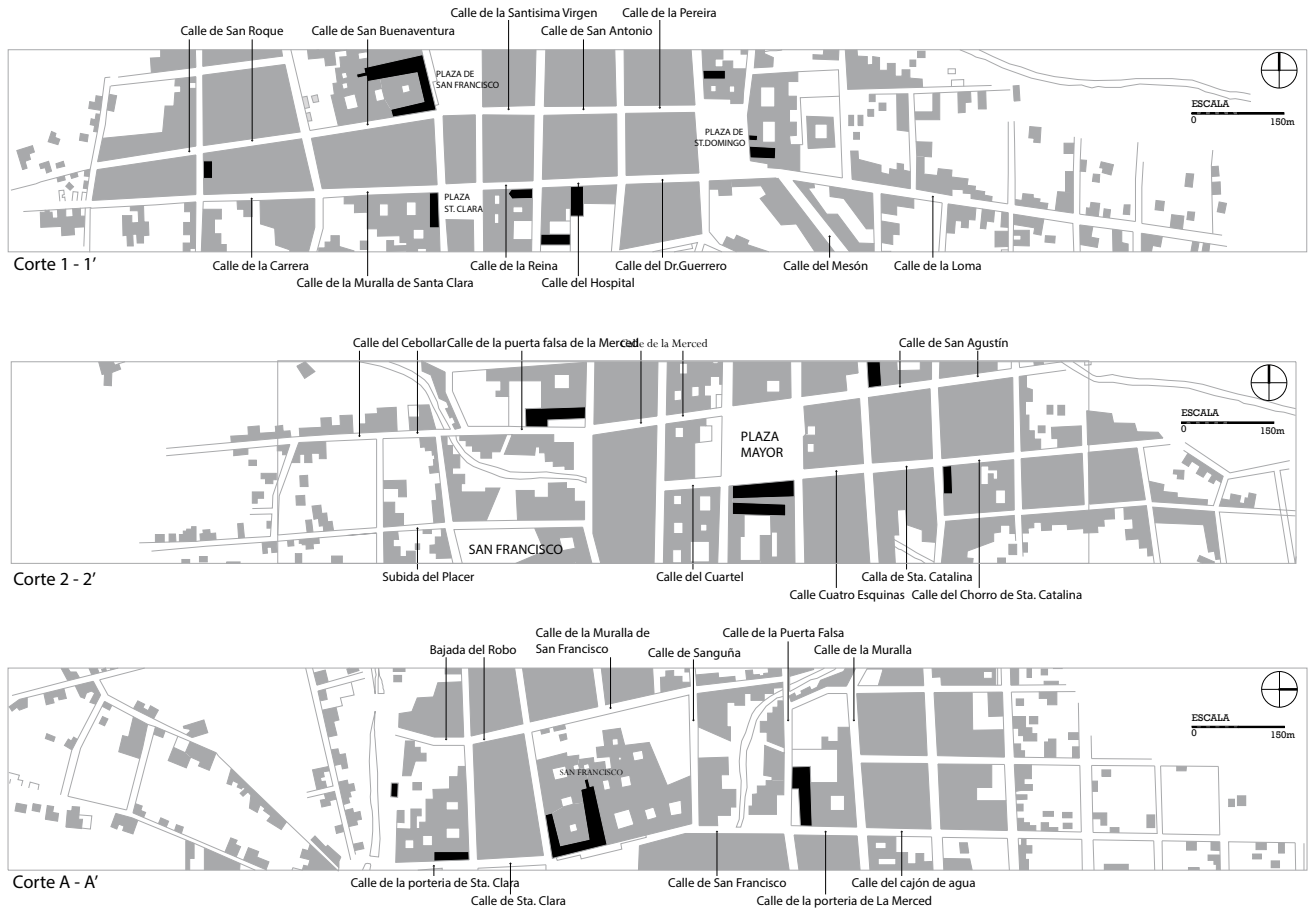 Calle de la Santisima Virgen
Calle de la Pereira
Calle de San Roque
Calle de San Buenaventura
Calle de San Antonio
PLAZA DE
SAN FRANCISCO
ESCALA
0 150m
PLAZA DE
ST.DOMINGO
PLAZA
ST. CLARA
Corte 1 - 1’
Calle de la Carrera
Calle de la Reina
Calle del Dr.Guerrero
Calle del Mesón
Calle de la Loma
Calle de la Muralla de Santa Clara
Calle del Hospital
Calle del Cebollar
Calle de la puerta falsa de la Merced
Calle de la Merced
Calle de San Agustín
ESCALA
0 150m
PLAZA
MAYOR
SAN FRANCISCO
Corte 2 - 2’
Subida del Placer
Calle del Cuartel
Calla de Sta. Catalina
Calle Cuatro Esquinas
Calle del Chorro de Sta. Catalina
Calle de la Muralla de
San Francisco
Calle de la Puerta Falsa
Bajada del Robo
Calle de Sanguña
Calle de la Muralla
ESCALA
0 150m
SAN FRANCISCO
Corte A - A’
Calle de la porteria de Sta. Clara
Calle de San Francisco
Calle del cajón de agua
Calle de Sta. Clara
Calle de la porteria de La Merced